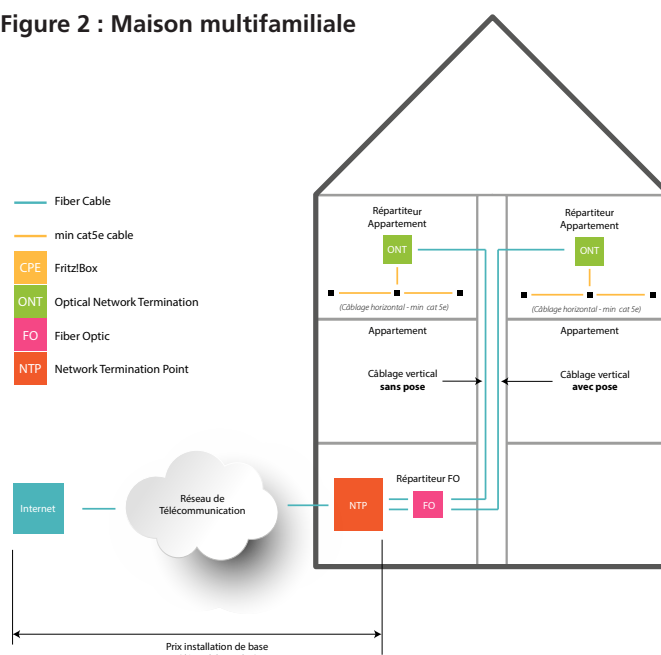 Figure 2 : Maison multifamiliale
Fiber Cable
min cat5e cable
CPE Fritz!Box
ONT Optical Network Termination
FO Fiber Optic
NTP Network Termination Point
Répartiteur
Appartement
ONT
(Câblage horizontal - min cat 5e)
Répartiteur
Appartement
ONT
(Câblage horizontal - min cat 5e)
Appartement
Câblage vertical
sans pose
Appartement
Câblage vertical
avec pose
Internet
Réseau de
Télécommunication
NTP
Répartiteur FO
FO
Prix installation de base